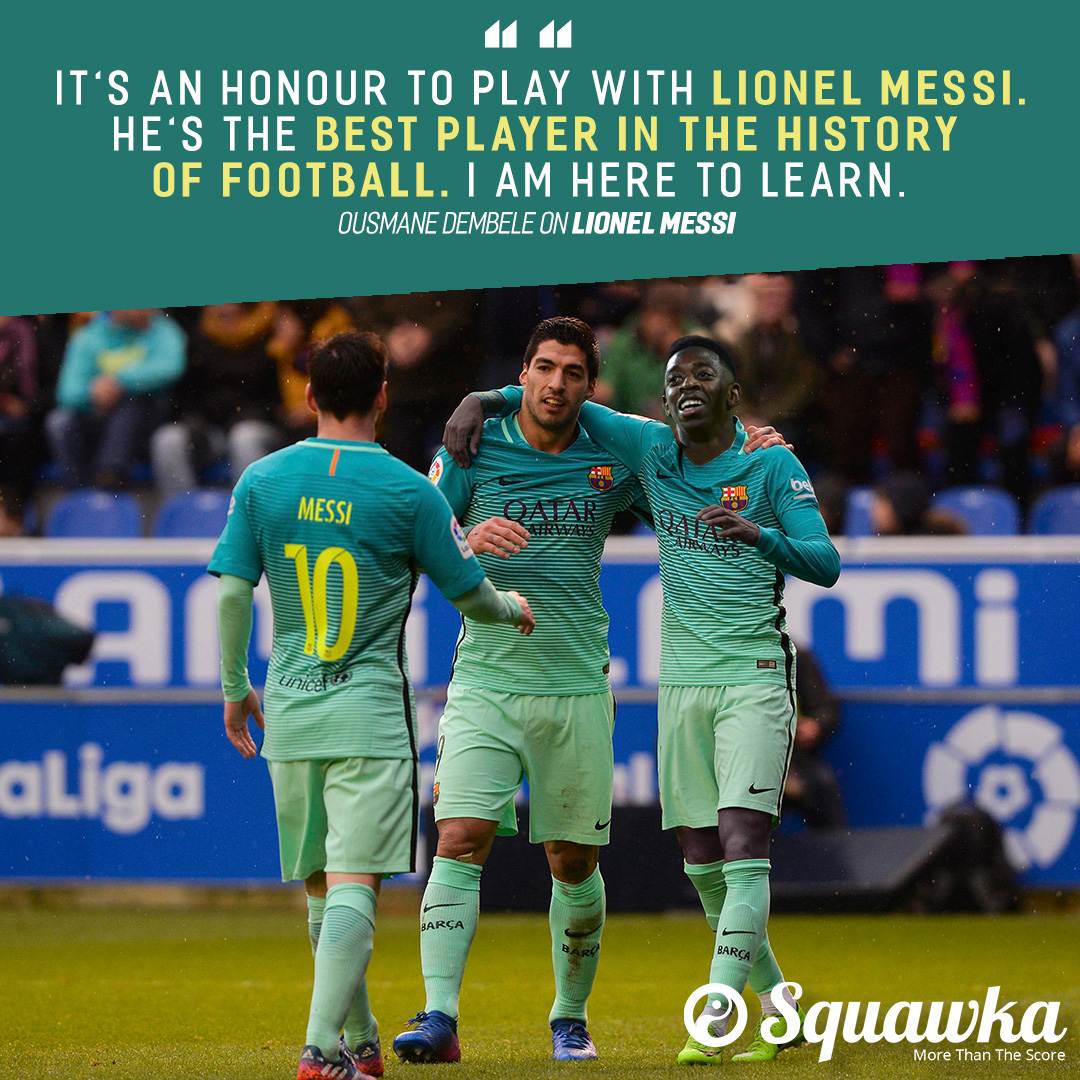 IT‘S AN HONOUR TO PLAY WITH LIONEL MESSI.
HE‘S THE BEST PLAYER IN THE HISTORY
OF FOOTBALL. I AM HERE TO LEARN.
OUSMANE DEMBELE ON LIONEL MESSI
MESSI
10
unicef
QATAR
AIRWAYS
QATAR
AIRWAYS
beko
LaLiga
BARÇA
BARÇA
BARÇA
Squawka
More Than The Score